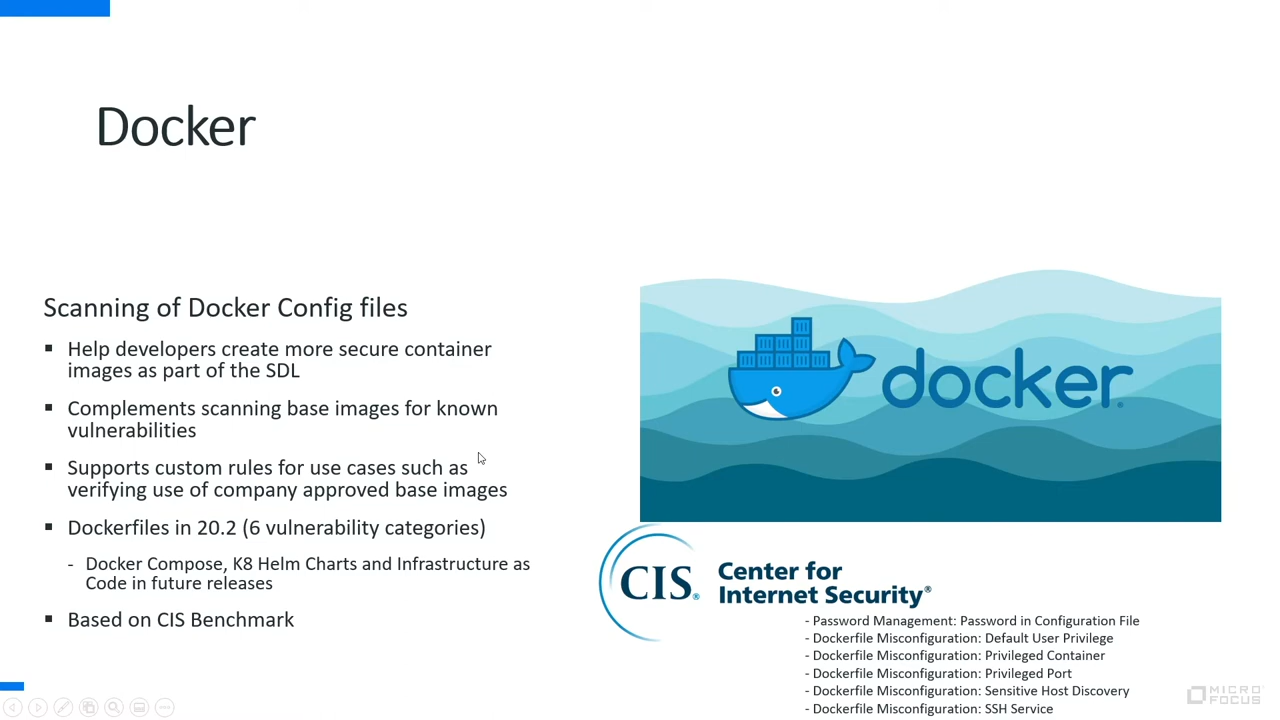 Docker
Scanning of Docker Config files
▪ Help developers create more secure container
images as part of the SDL
▪ Complements scanning base images for known
vulnerabilities
▪ Supports custom rules for use cases such as
verifying use of company approved base images
▪ Dockerfiles in 20.2 (6 vulnerability categories)
- Docker Compose, K8 Helm Charts and Infrastructure as
Code in future releases
▪ Based on CIS Benchmark
docker.
CIS.
Center for
Internet Security®
- Password Management: Password in Configuration File
- Dockerfile Misconfiguration: Default User Privilege
- Dockerfile Misconfiguration: Privileged Container
- Dockerfile Misconfiguration: Privileged Port
- Dockerfile Misconfiguration: Sensitive Host Discovery
- Dockerfile Misconfiguration: SSH Service
MICRO
FOCUS